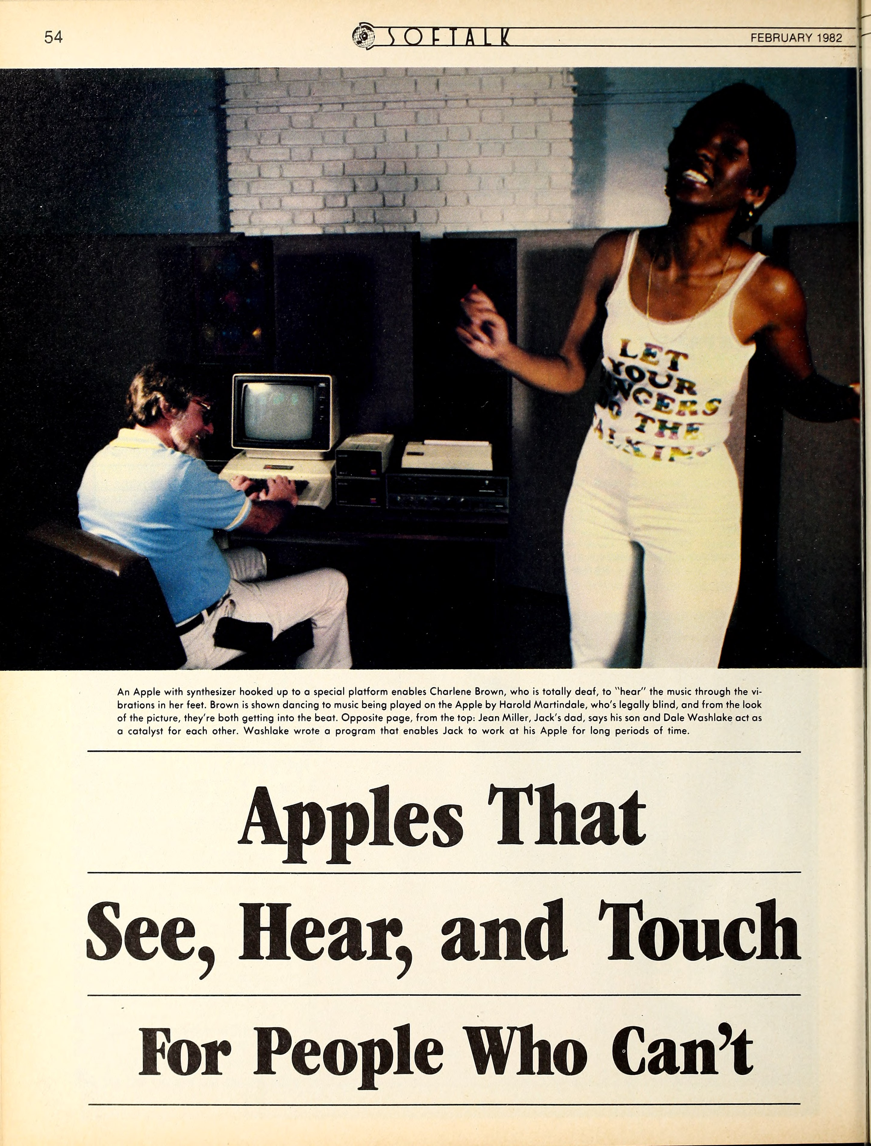 54
SOFTALK
FEBRUARY 1982
LET
YOUR
NGERS
THE
An Apple with synthesizer hooked up to a special platform enables Charlene Brown, who is totally deaf, to "hear" the music through the vi-
brations in her feet. Brown is shown dancing to music being played on the Apple by Harold Martindale, who's legally blind, and from the look
of the picture, they're both getting into the beat. Opposite page, from the top: Jean Miller, Jack's dad, says his son and Dale Washlake act as
a catalyst for each other. Washlake wrote a program that enables Jack to work at his Apple for long periods of time.
Apples That
See, Hear, and Touch
For People Who Can't